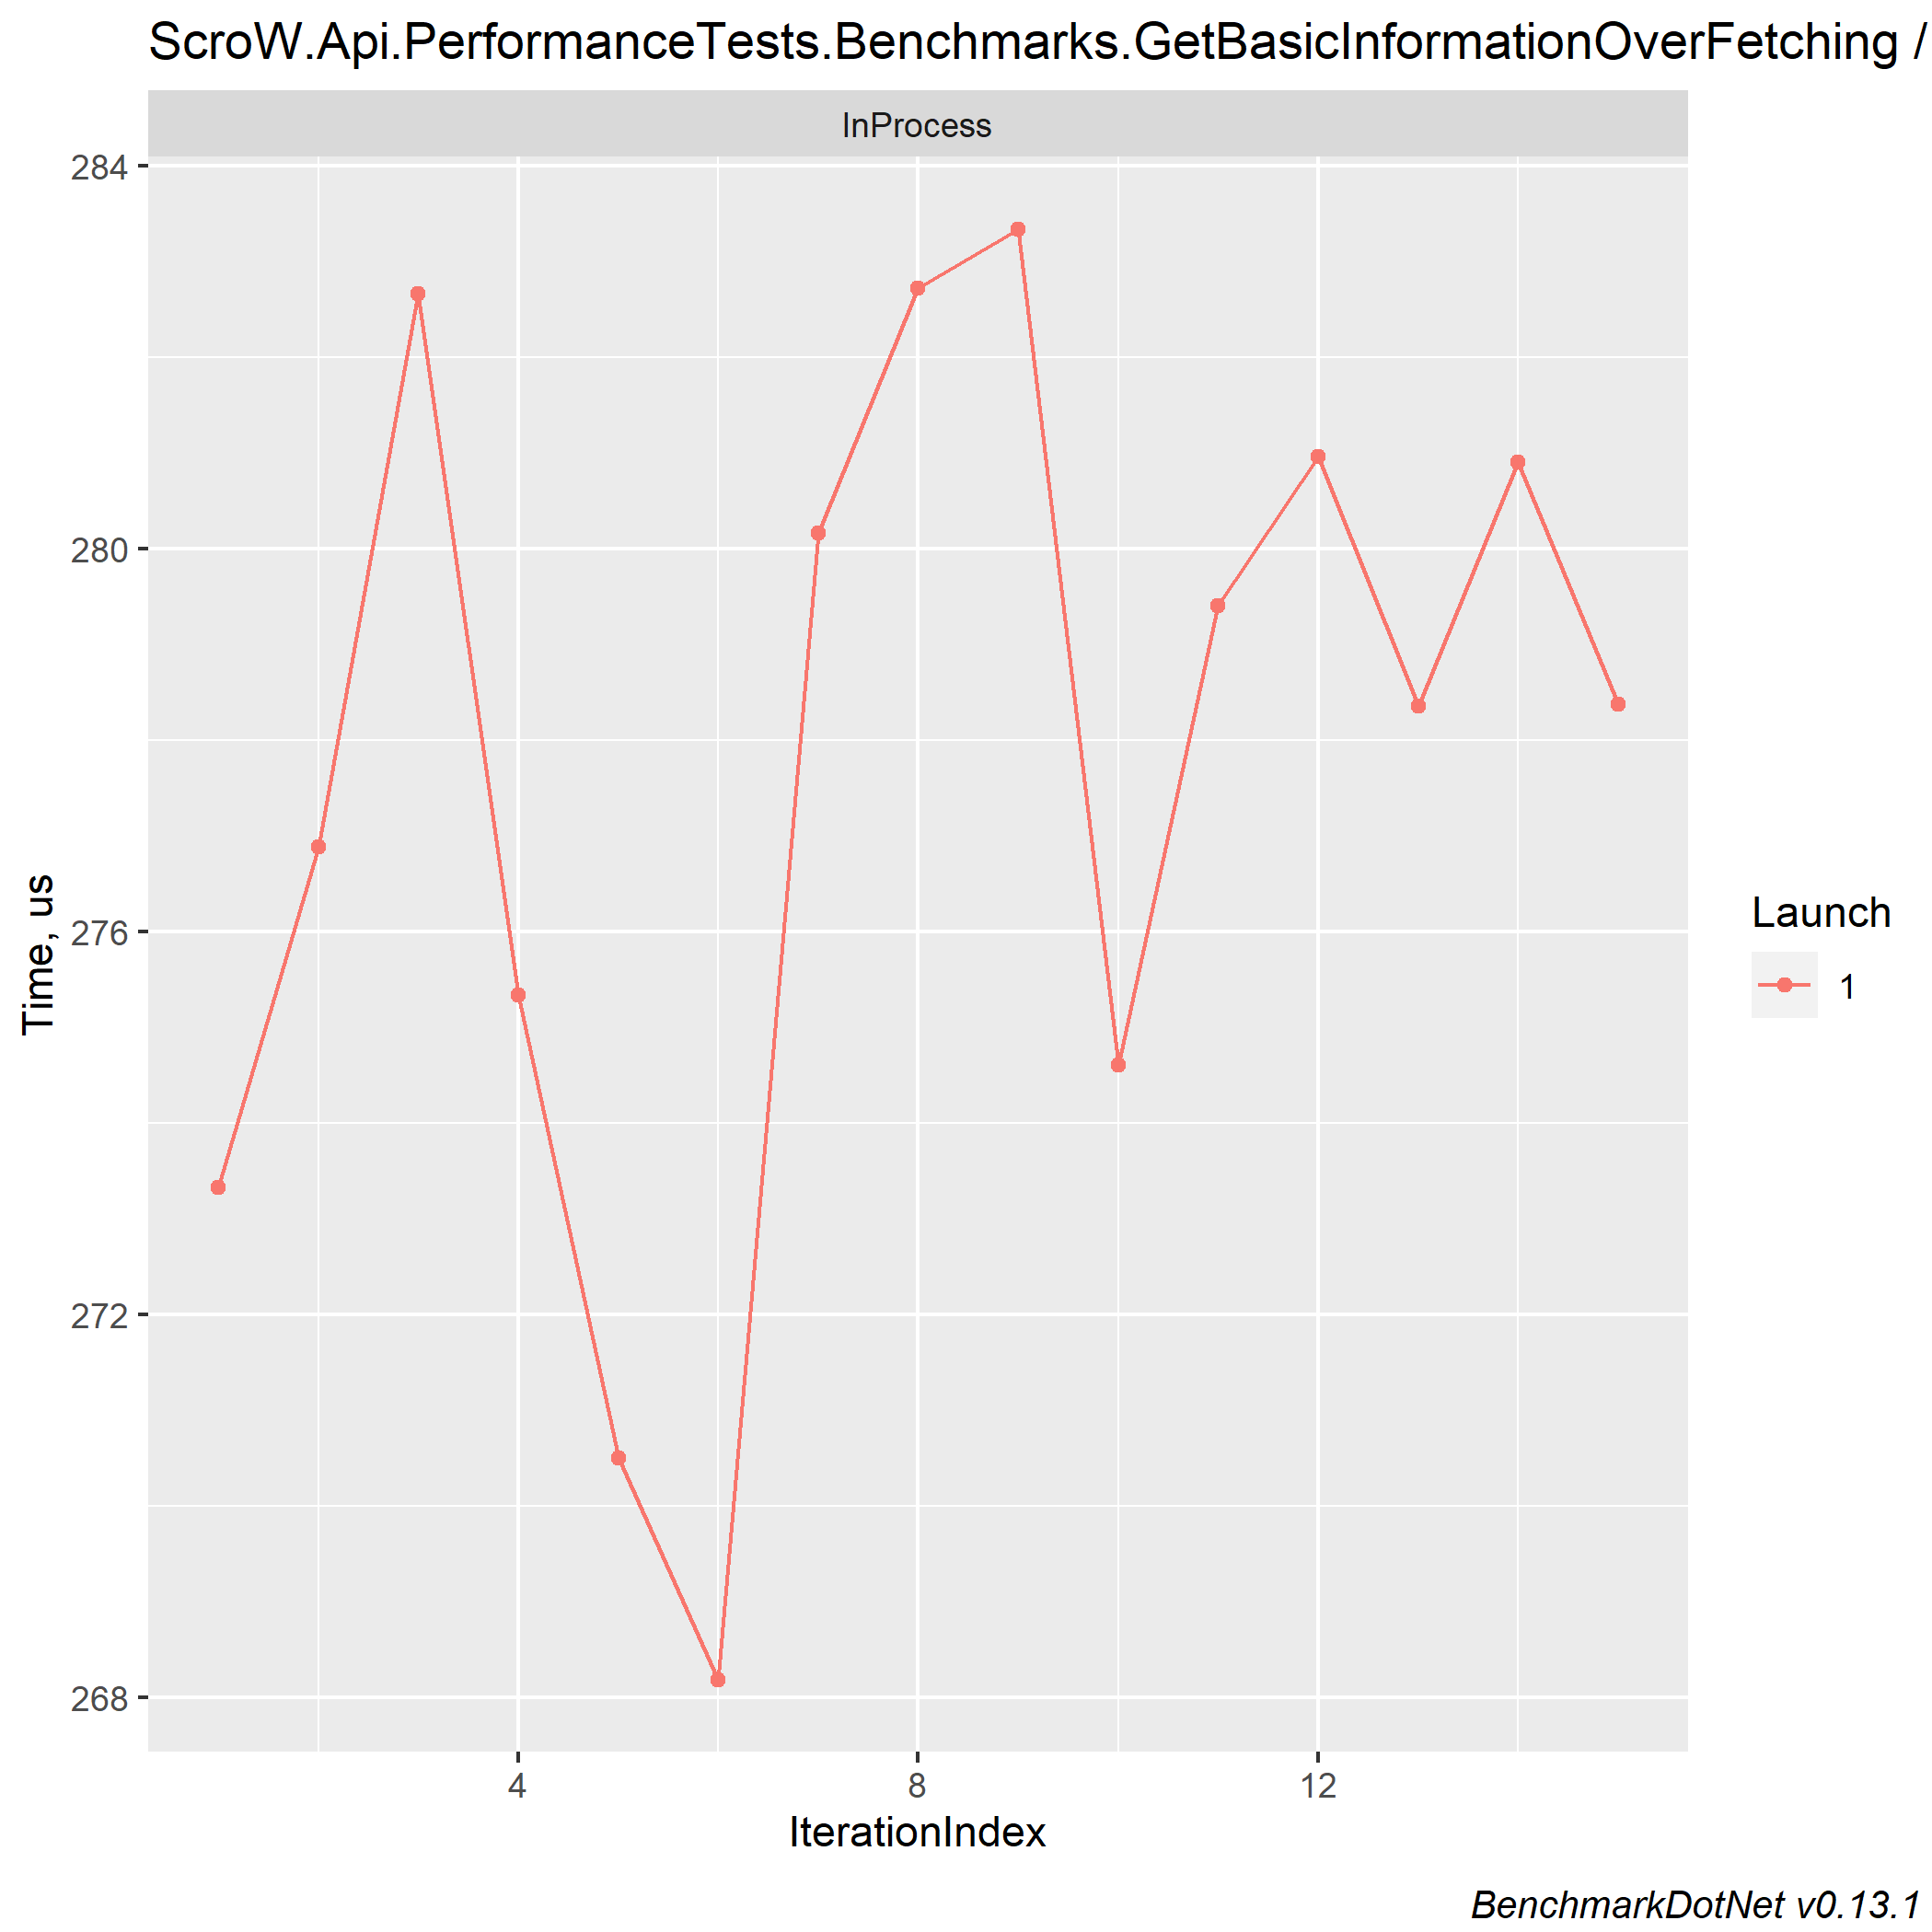 ScroW.Api.PerformanceTests.Benchmarks.GetBasicInformationOverFetching /
InProcess
284
280
276
272
268
Time, us
4 8 12
IterationIndex
Launch
1
BenchmarkDotNet v0.13.1